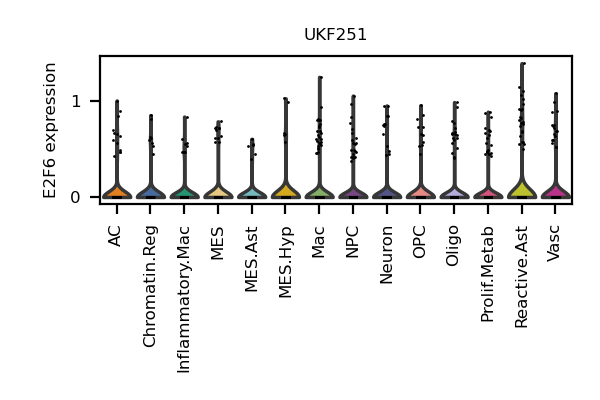 UKF251
E2F6 expression
1
0
AC
Chromatin.Reg
Inflammatory.Mac
MES
MES.Ast
MES.Hyp
Mac
NPC
Neuron
OPC
Oligo
Prolif.Metab
Reactive.Ast
Vasc